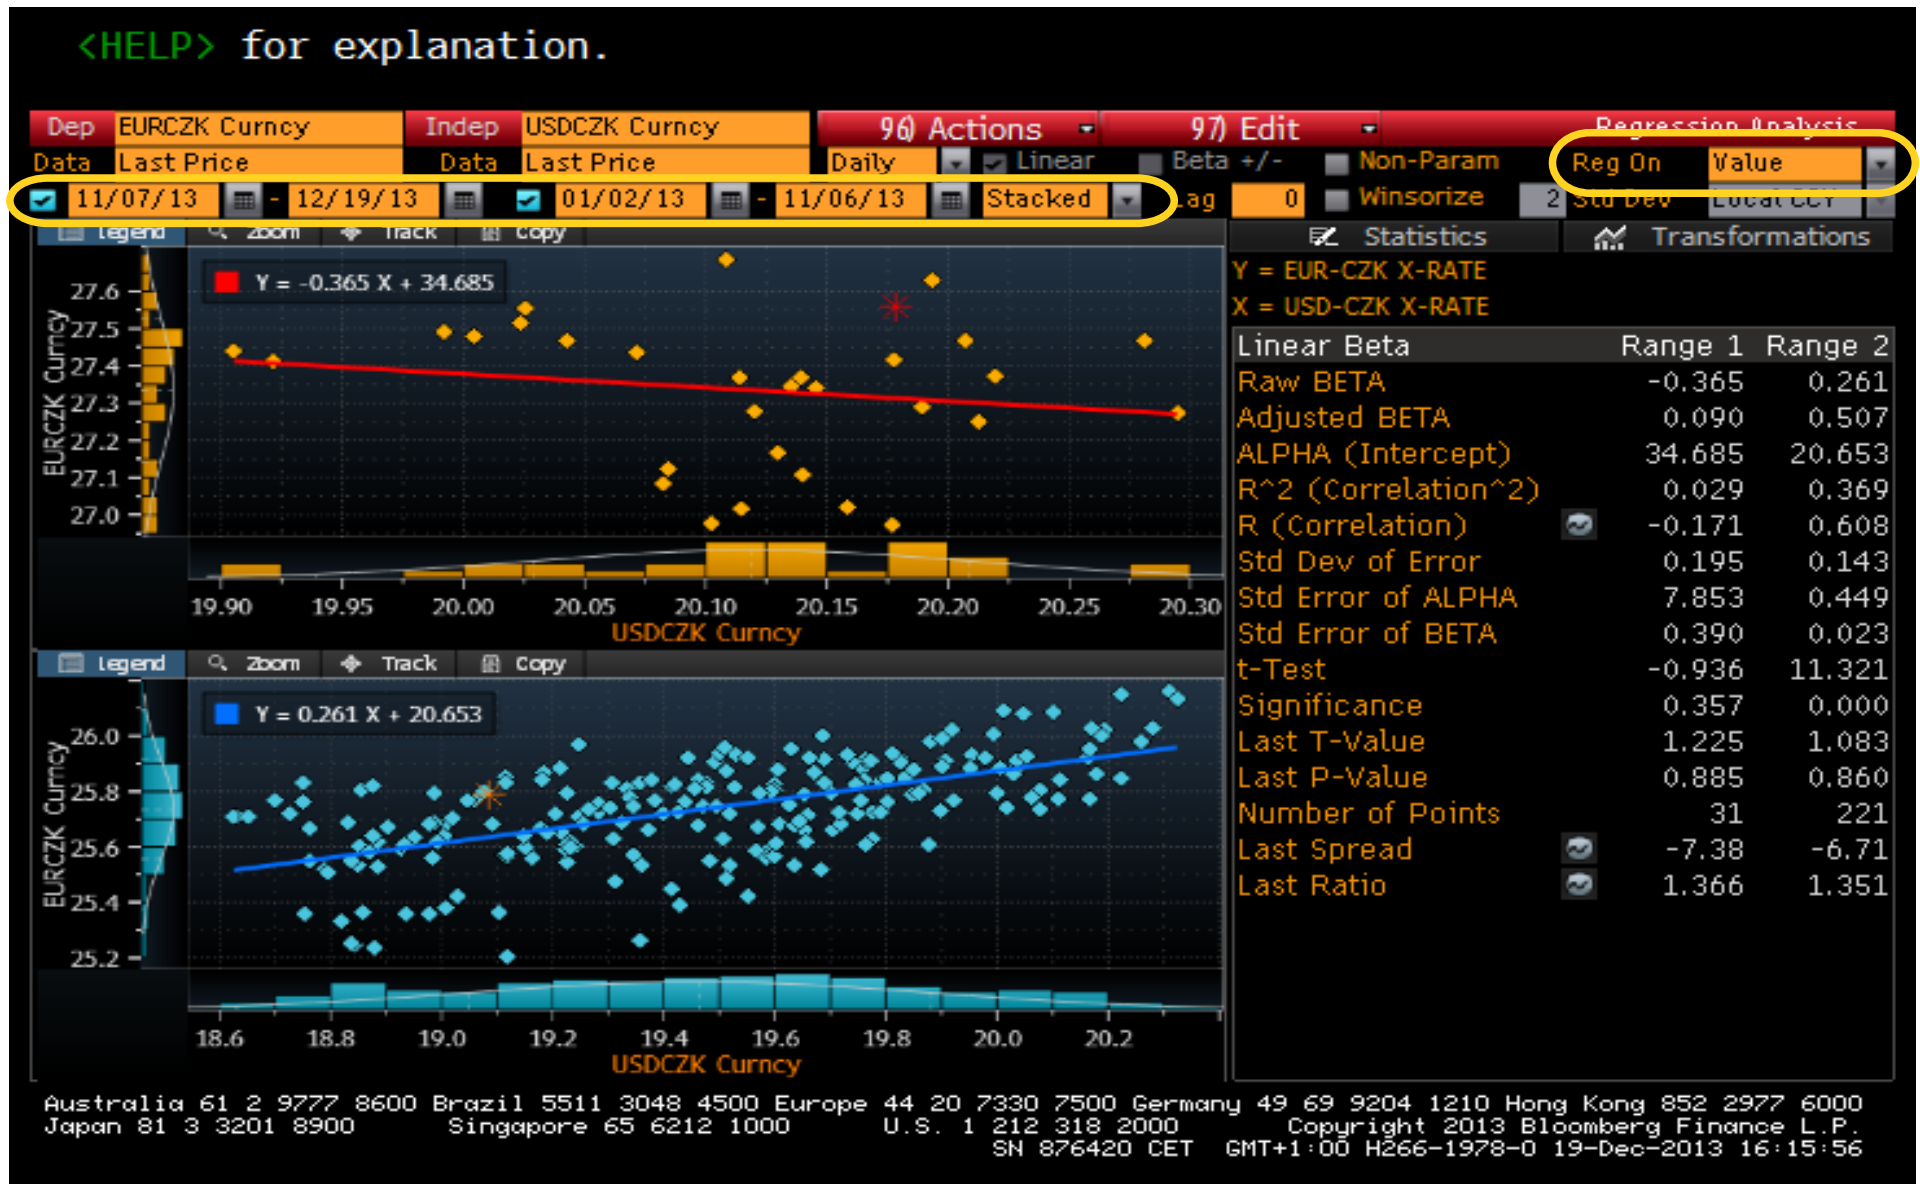 <HELP> for explanation.
Dep EURCZK Curncy Indep USDCZK Curncy 96) Actions 97) Edit Regression Analysis
Data Last Price Data Last Price Daily Linear Beta +/- Non-Param Reg On Value
11/07/13 - 12/19/13 01/02/13 - 11/06/13 Stacked Lag 0 Winsorize 2 Std Dev Local CCY
Legend Zoom Track Copy Statistics Transformations
Y = -0.365 X + 34.685
27.6
27.5
27.4
27.3
27.2
27.1
27.0
EURCZK Curncy
19.90 19.95 20.00 20.05 20.10 20.15 20.20 20.25 20.30
USDCZK Curncy
Legend Zoom Track Copy
Y = 0.261 X + 20.653
26.0
25.8
25.6
25.4
25.2
EURCZK Curncy
18.6 18.8 19.0 19.2 19.4 19.6 19.8 20.0 20.2
USDCZK Curncy
Y = EUR-CZK X-RATE
X = USD-CZK X-RATE
Linear Beta Range 1 Range 2
Raw BETA -0.365 0.261
Adjusted BETA 0.090 0.507
ALPHA (Intercept) 34.685 20.653
R^2 (Correlation^2) 0.029 0.369
R (Correlation) -0.171 0.608
Std Dev of Error 0.195 0.143
Std Error of ALPHA 7.853 0.449
Std Error of BETA 0.390 0.023
t-Test -0.936 11.321
Significance 0.357 0.000
Last T-Value 1.225 1.083
Last P-Value 0.885 0.860
Number of Points 31 221
Last Spread -7.38 -6.71
Last Ratio 1.366 1.351
Australia 61 2 9777 8600 Brazil 5511 3048 4500 Europe 44 20 7330 7500 Germany 49 69 9204 1210 Hong Kong 852 2977 6000
Japan 81 3 3201 8900 Singapore 65 6212 1000 U.S. 1 212 318 2000 Copyright 2013 Bloomberg Finance L.P.
SN 876420 CET GMT+1:00 H266-1978-0 19-Dec-2013 16:15:56